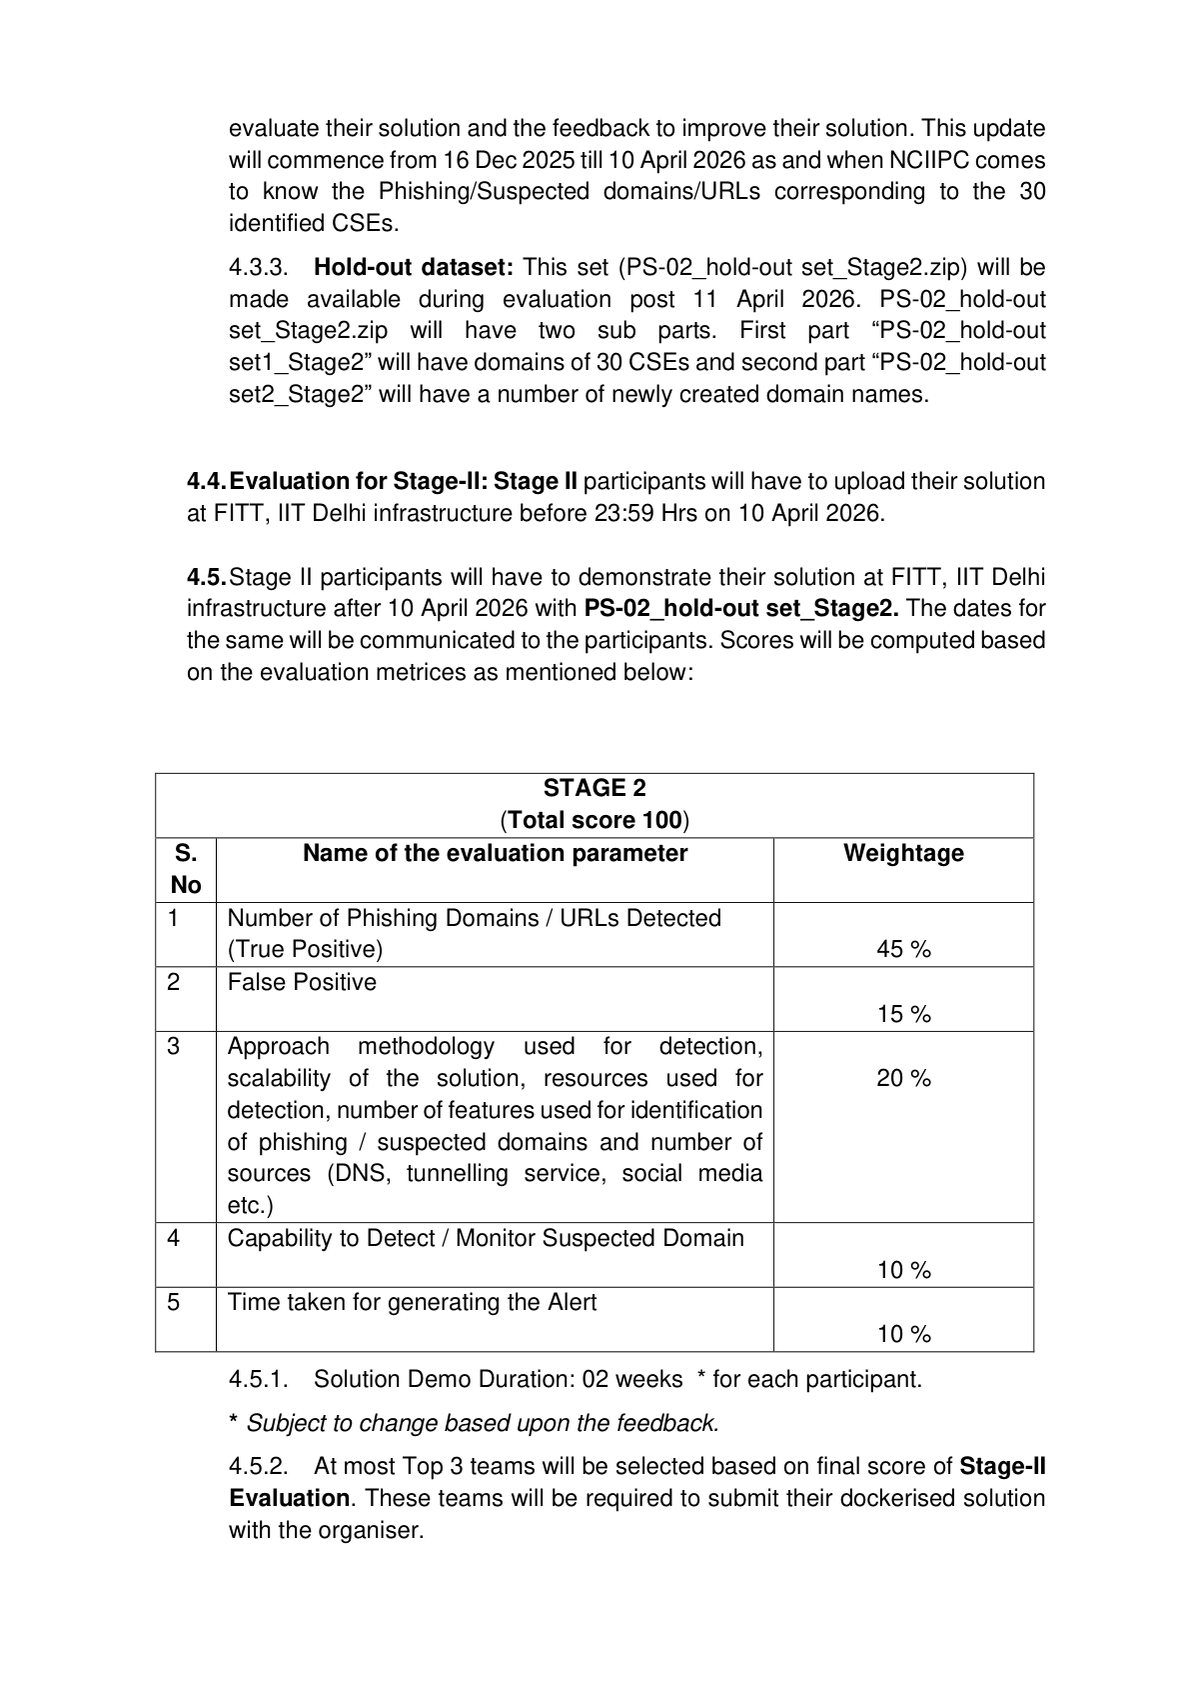 evaluate their solution and the feedback to improve their solution. This update
will commence from 16 Dec 2025 till 10 April 2026 as and when NCIIPC comes
to know the Phishing/Suspected domains/URLs corresponding to the 30
identified CSEs.
4.3.3. Hold-out dataset: This set (PS-02_hold-out set_Stage2.zip) will be
made available during evaluation post 11 April 2026. PS-02_hold-out
set_Stage2.zip will have two sub parts. First part “PS-02_hold-out
set1_Stage2” will have domains of 30 CSEs and second part “PS-02_hold-out
set2_Stage2” will have a number of newly created domain names.
4.4.Evaluation for Stage-II: Stage II participants will have to upload their solution
at FITT, IIT Delhi infrastructure before 23:59 Hrs on 10 April 2026.
4.5.Stage II participants will have to demonstrate their solution at FITT, IIT Delhi
infrastructure after 10 April 2026 with PS-02_hold-out set_Stage2. The dates for
the same will be communicated to the participants. Scores will be computed based
on the evaluation metrices as mentioned below:
STAGE 2
(Total score 100)
S. No Name of the evaluation parameter Weightage
1 Number of Phishing Domains / URLs Detected
(True Positive) 45 %
2 False Positive
15 %
3 Approach methodology used for detection,
scalability of the solution, resources used for 20 %
detection, number of features used for identification
of phishing / suspected domains and number of
sources (DNS, tunnelling service, social media
etc.)
4 Capability to Detect / Monitor Suspected Domain
10 %
5 Time taken for generating the Alert
10 %
4.5.1. Solution Demo Duration: 02 weeks * for each participant.
* Subject to change based upon the feedback.
4.5.2. At most Top 3 teams will be selected based on final score of Stage-II
Evaluation. These teams will be required to submit their dockerised solution
with the organiser.